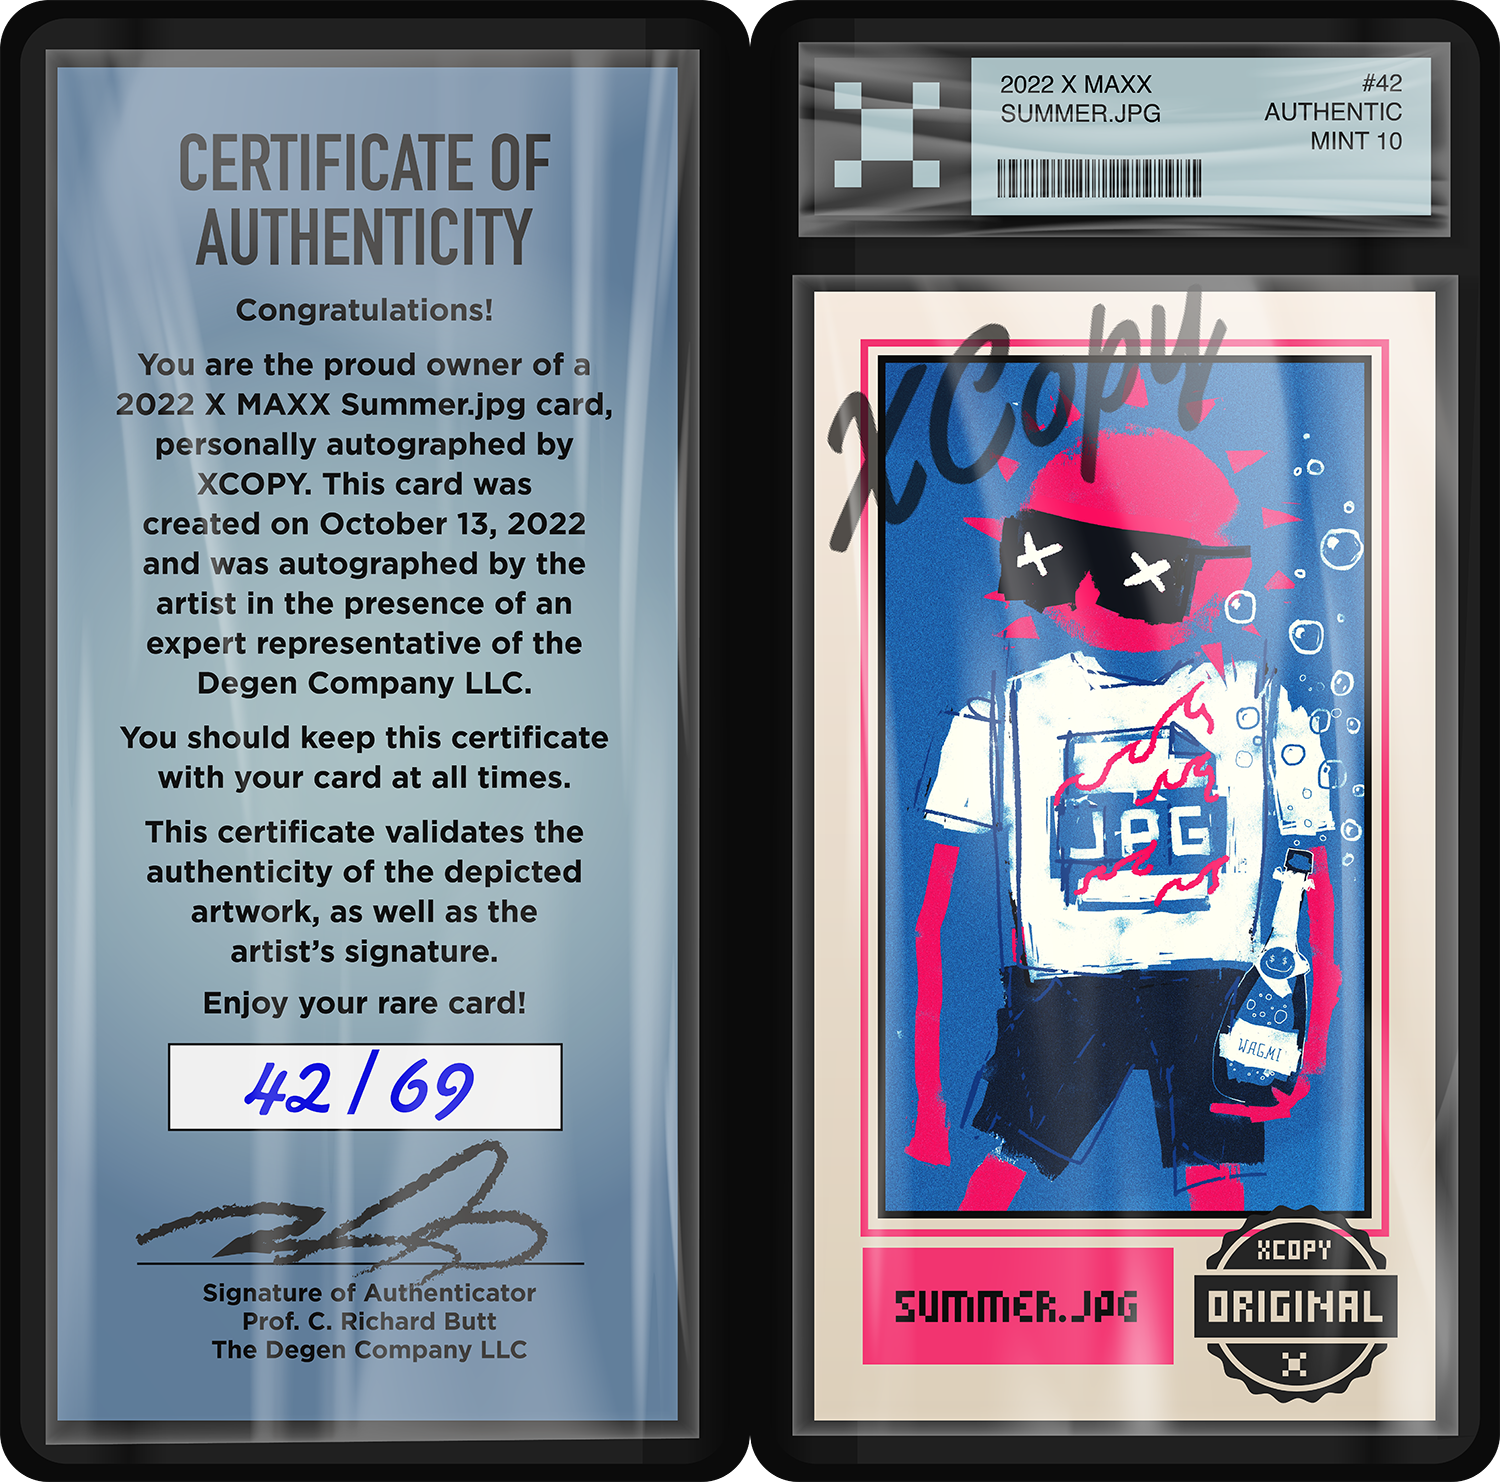 CERTIFICATE OF
AUTHENTICITY
Congratulations!
You are the proud owner of a
2022 X MAXX Summer.jpg card,
personally autographed by
XCOPY. This card was
created on October 13, 2022
and was autographed by the
artist in the presence of an
expert representative of the
Degen Company LLC.
You should keep this certificate
with your card at all times.
This certificate validates the
authenticity of the depicted
artwork, as well as the
artist’s signature.
Enjoy your rare card!
42/69
Signature of Authenticator
Prof. C. Richard Butt
The Degen Company LLC
2022 X MAXX
SUMMER.JPG
#42
AUTHENTIC
MINT 10
XCopy
JPG
WAGMI
SUMMER.JPG
XCOPY
ORIGINAL